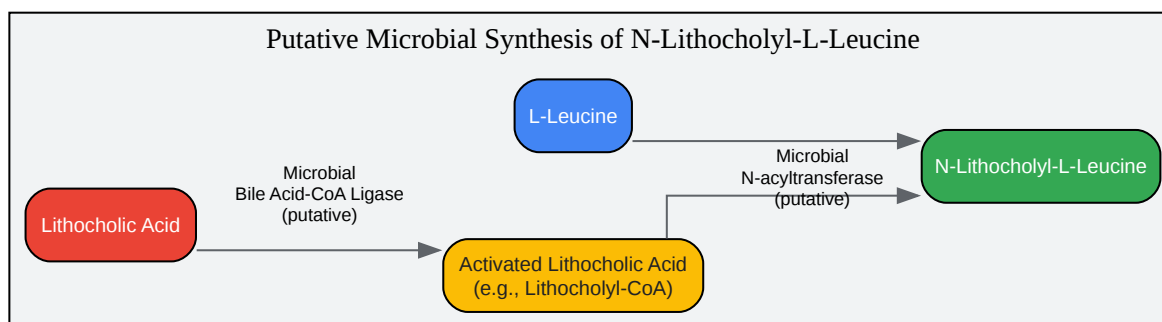 Putative Microbial Synthesis of N-Lithocholyl-L-Leucine
L-Leucine
Microbial
Bile Acid-CoA Ligase
(putative)
Microbial
N-acyltransferase
(putative)
N-Lithocholyl-L-Leucine
Lithocholic Acid
Activated Lithocholic Acid
(e.g., Lithocholyl-CoA)